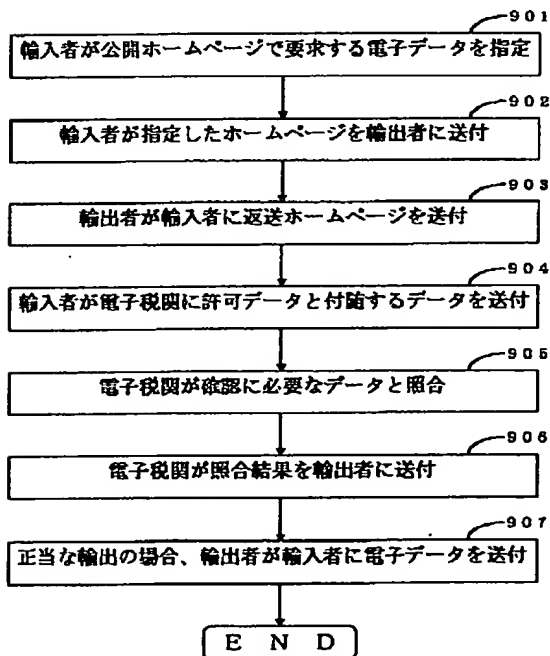 901
輸入者が公開ホームページで要求する電子データを指定
902
輸入者が指定したホームページを輸出者に送付
903
輸出者が輸入者に返送ホームページを送付
904
輸入者が電子税関に許可データと付随するデータを送付
905
電子税関が確認に必要なデータと照合
906
電子税関が照合結果を輸出者に送付
907
正当な輸出の場合、輸出者が輸入者に電子データを送付
END